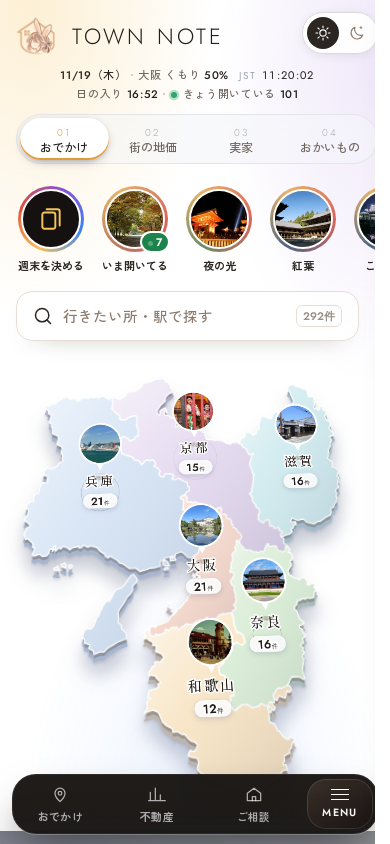 TOWN NOTE
11/19（木）・大阪 くもり 50% JST 11:20:02
日の入り 16:52・きょう開いている 101
01 02 03 04
おでかけ 街の地価 実家 おかいもの
7
週末を決める いま開いてる 夜の光 紅葉 こ
行きたい所・駅で探す 292件
京都
15件
滋賀
16件
兵庫
21件
大阪
21件
奈良
16件
和歌山
12件
おでかけ 不動産 ご相談 MENU